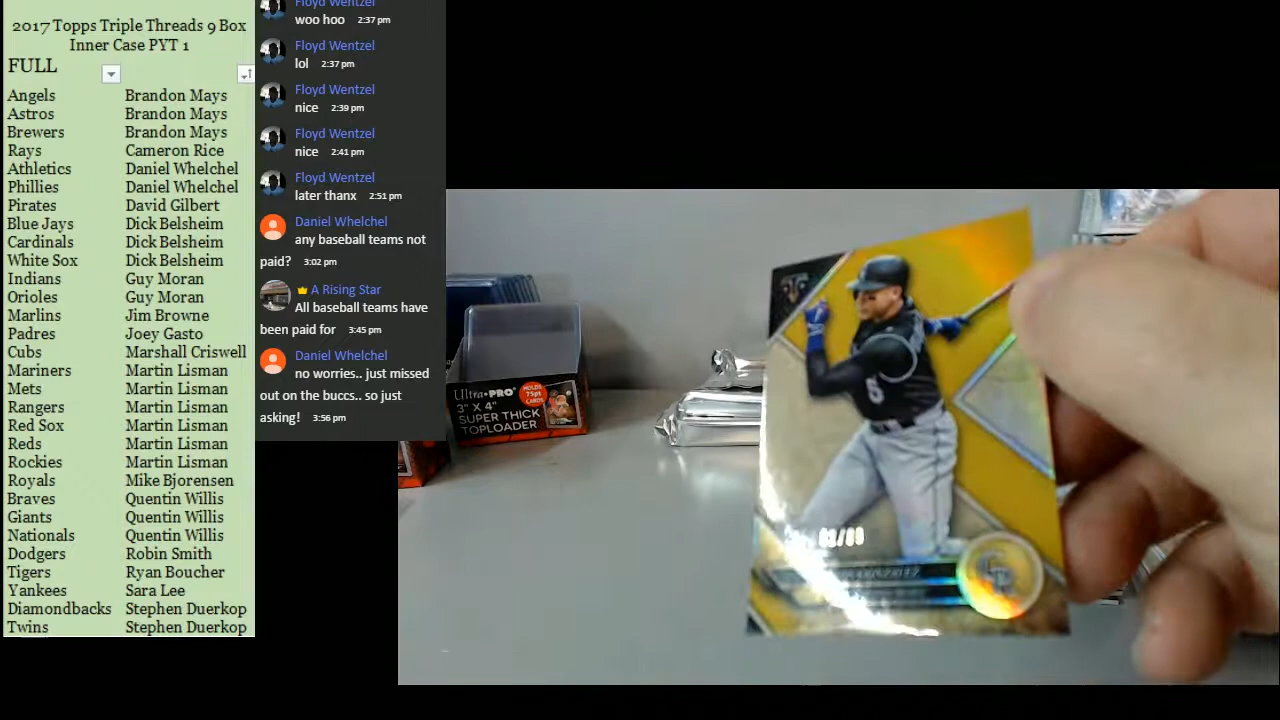 2017 Topps Triple Threads 9 Box
Inner Case PYT 1
FULL
Angels Brandon Mays
Astros Brandon Mays
Brewers Brandon Mays
Rays Cameron Rice
Athletics Daniel Whelchel
Phillies Daniel Whelchel
Pirates David Gilbert
Blue Jays Dick Belsheim
Cardinals Dick Belsheim
White Sox Dick Belsheim
Indians Guy Moran
Orioles Guy Moran
Marlins Jim Browne
Padres Joey Gasto
Cubs Marshall Criswell
Mariners Martin Lisman
Mets Martin Lisman
Rangers Martin Lisman
Red Sox Martin Lisman
Reds Martin Lisman
Rockies Martin Lisman
Royals Mike Bjorensen
Braves Quentin Willis
Giants Quentin Willis
Nationals Quentin Willis
Dodgers Robin Smith
Tigers Ryan Boucher
Yankees Sara Lee
Diamondbacks Stephen Duerkop
Twins Stephen Duerkop
Floyd Wentzel
woo hoo 2:37 pm
Floyd Wentzel
lol 2:37 pm
Floyd Wentzel
nice 2:39 pm
Floyd Wentzel
nice 2:41 pm
Floyd Wentzel
later thanx 2:51 pm
Daniel Whelchel
any baseball teams not
paid? 3:02 pm
A Rising Star
All baseball teams have
been paid for 3:45 pm
Daniel Whelchel
no worries.. just missed
out on the buccs.. so just
asking! 3:56 pm
Ultra•PRO
HOLDS
75pt
CARDS
3" X 4"
SUPER THICK
TOPLOADER
5
CR